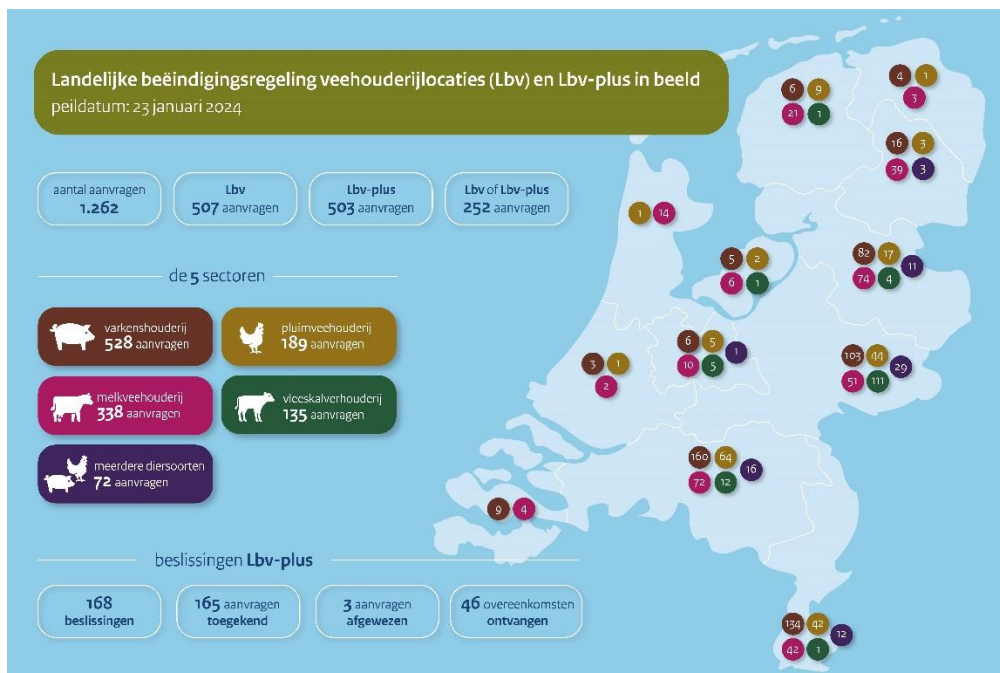 Landelijke beëindigingsregeling veehouderijlocaties (Lbv) en Lbv-plus in beeld
peildatum: 23 januari 2024
aantal aanvragen
1.262
Lbv
507 aanvragen
Lbv-plus
503 aanvragen
Lbv of Lbv-plus
252 aanvragen
de 5 sectoren
varkenshouderij
528 aanvragen
pluimveehouderij
189 aanvragen
melkveehouderij
338 aanvragen
vleeskalverhouderij
135 aanvragen
meerdere diersoorten
72 aanvragen
beslissingen Lbv-plus
168
beslissingen
165 aanvragen
toegekend
3 aanvragen
afgewezen
46 overeenkomsten
ontvangen
6 9
21 1
4 1
3
16 3
39 3
1 14
5 2
6 1
82 17
11
74 4
6 5
1
10 5
3 1
2
103 44
29
51 111
160 64
16
72 12
9 4
134 42
12
42 1